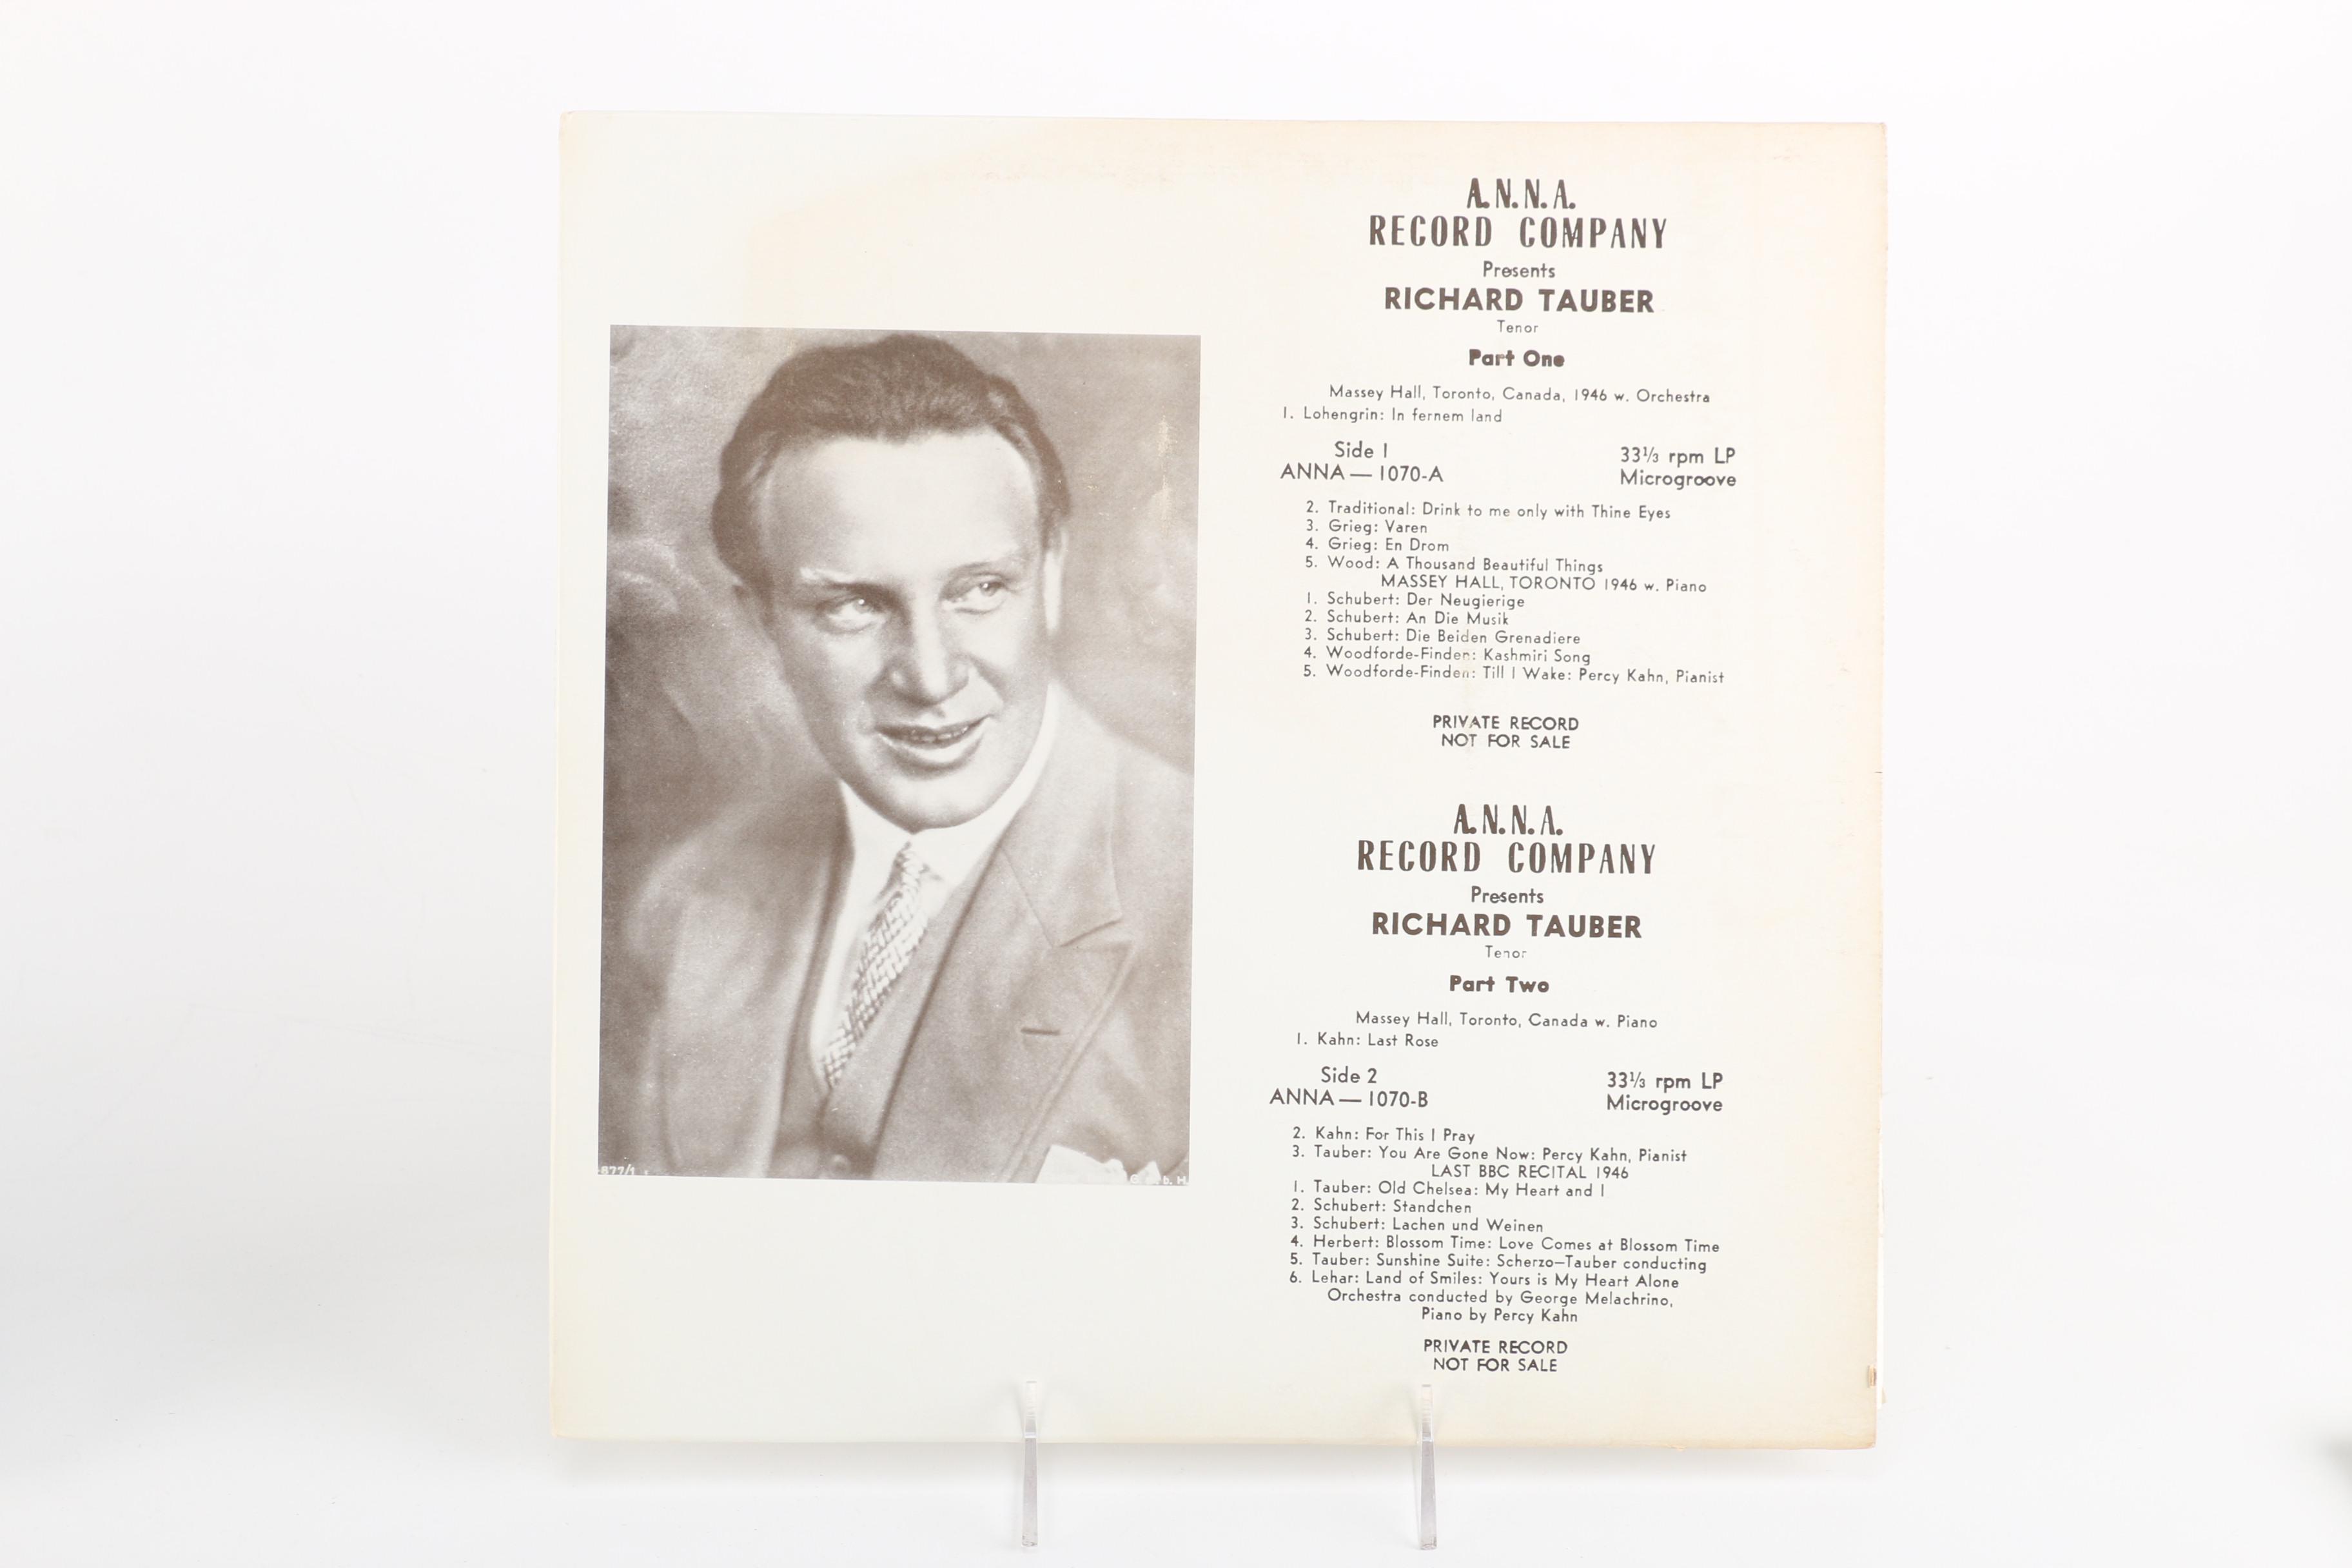 A.N.N.A.
RECORD COMPANY
Presents
RICHARD TAUBER
Tenor
Part One
Massey Hall, Toronto, Canada, 1946 w. Orchestra
1. Lohengrin: In fernem land
Side 1 33⅓ rpm LP
ANNA — 1070-A Microgroove
2. Traditional: Drink to me only with Thine Eyes
3. Grieg: Varen
4. Grieg: En Drom
5. Wood: A Thousand Beautiful Things
MASSEY HALL, TORONTO 1946 w. Piano
1. Schubert: Der Neugierige
2. Schubert: An Die Musik
3. Schubert: Die Beiden Grenadiere
4. Woodforde-Finden: Kashmiri Song
5. Woodforde-Finden: Till I Wake: Percy Kahn, Pianist
PRIVATE RECORD
NOT FOR SALE
A.N.N.A.
RECORD COMPANY
Presents
RICHARD TAUBER
Tenor
Part Two
Massey Hall, Toronto, Canada w. Piano
1. Kahn: Last Rose
Side 2 33⅓ rpm LP
ANNA — 1070-B Microgroove
2. Kahn: For This I Pray
3. Tauber: You Are Gone Now: Percy Kahn, Pianist
LAST BBC RECITAL 1946
1. Tauber: Old Chelsea: My Heart and I
2. Schubert: Standchen
3. Schubert: Lachen und Weinen
4. Herbert: Blossom Time: Love Comes at Blossom Time
5. Tauber: Sunshine Suite: Scherzo—Tauber conducting
6. Lehar: Land of Smiles: Yours is My Heart Alone
Orchestra conducted by George Melachrino,
Piano by Percy Kahn
PRIVATE RECORD
NOT FOR SALE
877/1